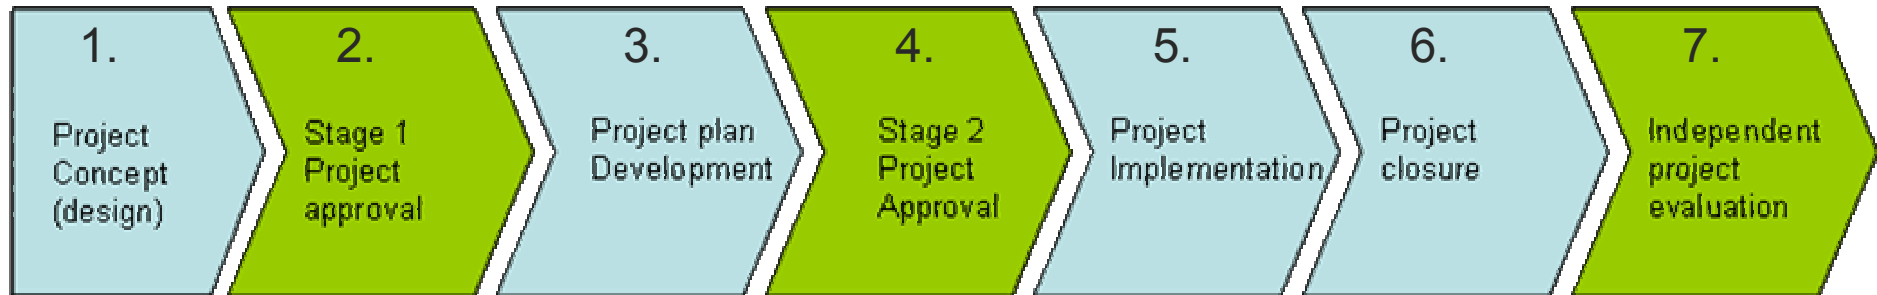 1.
Project
Concept
(design)
2.
Stage 1
Project
approval
3.
Project plan
Development
4.
Stage 2
Project
Approval
5.
Project
Implementation
6.
Project
closure
7.
Independent
project
evaluation